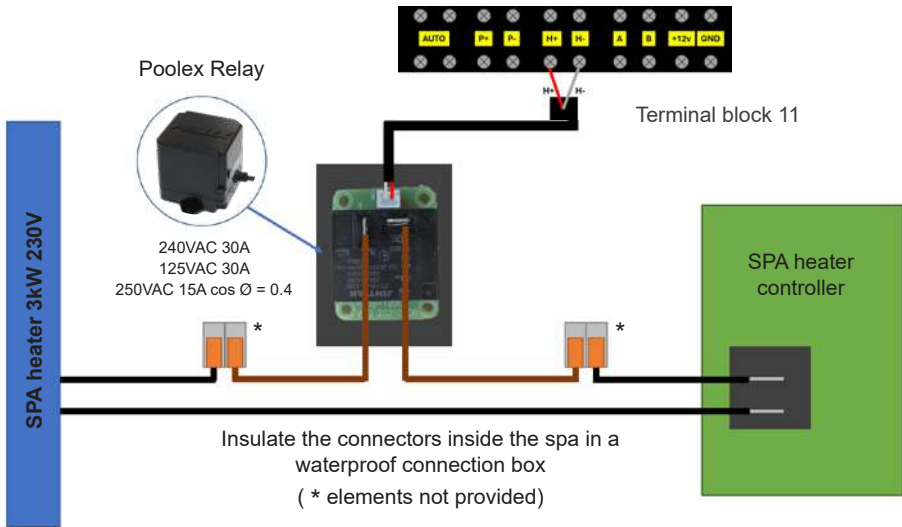 AUTO P+ P- H+ H- A B +12v GND
H+ H-
Poolex Relay
Terminal block 11
240VAC 30A
125VAC 30A
250VAC 15A cos Ø = 0.4
SPA heater 3kW 230V
SPA heater
controller
*
*
Insulate the connectors inside the spa in a
waterproof connection box
( * elements not provided)